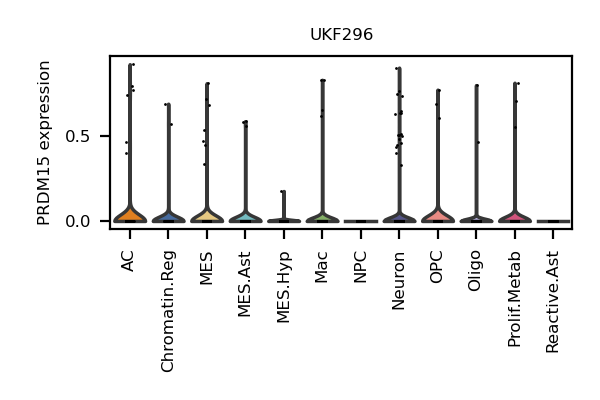 UKF296
PRDM15 expression
0.5
0.0
AC
Chromatin.Reg
MES
MES.Ast
MES.Hyp
Mac
NPC
Neuron
OPC
Oligo
Prolif.Metab
Reactive.Ast